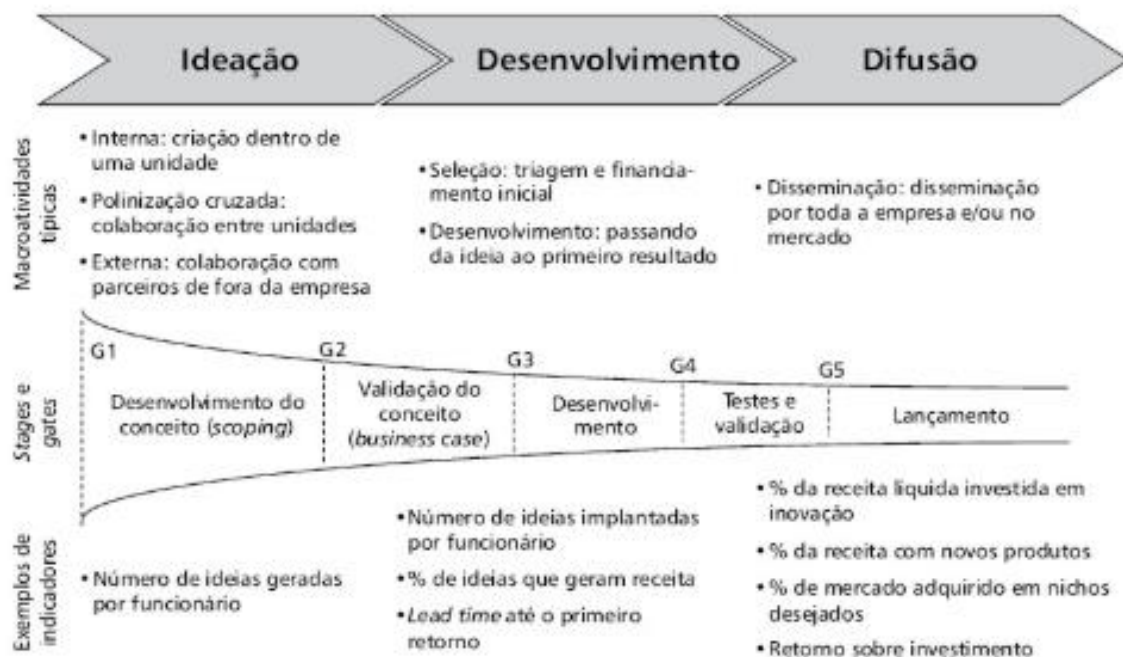 Ideação
Desenvolvimento
Difusão
Macroatividades
típicas
• Interna: criação dentro de
uma unidade
• Polinização cruzada:
colaboração entre unidades
• Externa: colaboração com
parceiros de fora da empresa
• Seleção: triagem e financia-
mento inicial
• Desenvolvimento: passando
da ideia ao primeiro resultado
• Disseminação: disseminação
por toda a empresa e/ou no
mercado
Stages e
gates
G1
G2
G3
G4
G5
Desenvolvimento do
conceito (scoping)
Validação do
conceito
(business case)
Desenvolvi-
mento
Testes e
validação
Lançamento
Exemplos de
indicadores
• Número de ideias geradas
por funcionário
• Número de ideias implantadas
por funcionário
• % de ideias que geram receita
• Lead time até o primeiro
retorno
• % da receita líquida investida em
inovação
• % da receita com novos produtos
• % de mercado adquirido em nichos
desejados
• Retorno sobre investimento